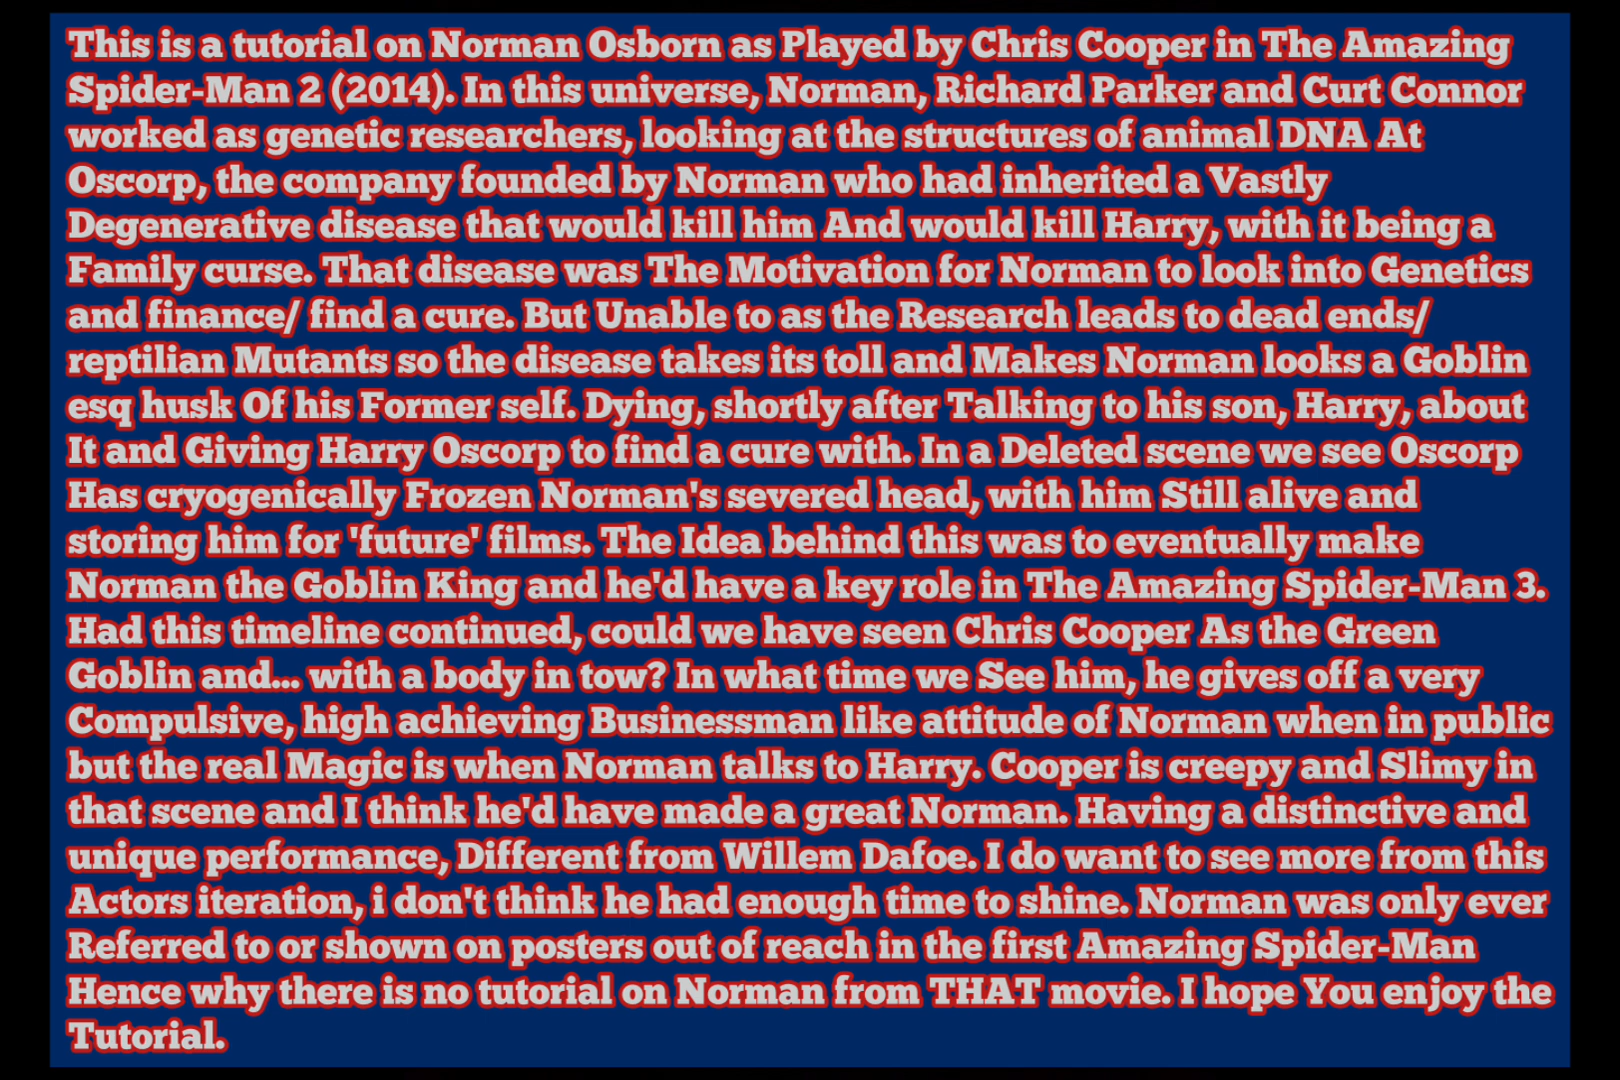 This is a tutorial on Norman Osborn as Played by Chris Cooper in The Amazing
Spider-Man 2 (2014). In this universe, Norman, Richard Parker and Curt Connor
worked as genetic researchers, looking at the structures of animal DNA At
Oscorp, the company founded by Norman who had inherited a Vastly
Degenerative disease that would kill him And would kill Harry, with it being a
Family curse. That disease was The Motivation for Norman to look into Genetics
and finance/ find a cure. But Unable to as the Research leads to dead ends/
reptilian Mutants so the disease takes its toll and Makes Norman looks a Goblin
esq husk Of his Former self. Dying, shortly after Talking to his son, Harry, about
It and Giving Harry Oscorp to find a cure with. In a Deleted scene we see Oscorp
Has cryogenically Frozen Norman's severed head, with him Still alive and
storing him for 'future' films. The Idea behind this was to eventually make
Norman the Goblin King and he'd have a key role in The Amazing Spider-Man 3.
Had this timeline continued, could we have seen Chris Cooper As the Green
Goblin and... with a body in tow? In what time we See him, he gives off a very
Compulsive, high achieving Businessman like attitude of Norman when in public
but the real Magic is when Norman talks to Harry. Cooper is creepy and Slimy in
that scene and I think he'd have made a great Norman. Having a distinctive and
unique performance, Different from Willem Dafoe. I do want to see more from this
Actors iteration, i don't think he had enough time to shine. Norman was only ever
Referred to or shown on posters out of reach in the first Amazing Spider-Man
Hence why there is no tutorial on Norman from THAT movie. I hope You enjoy the
Tutorial.